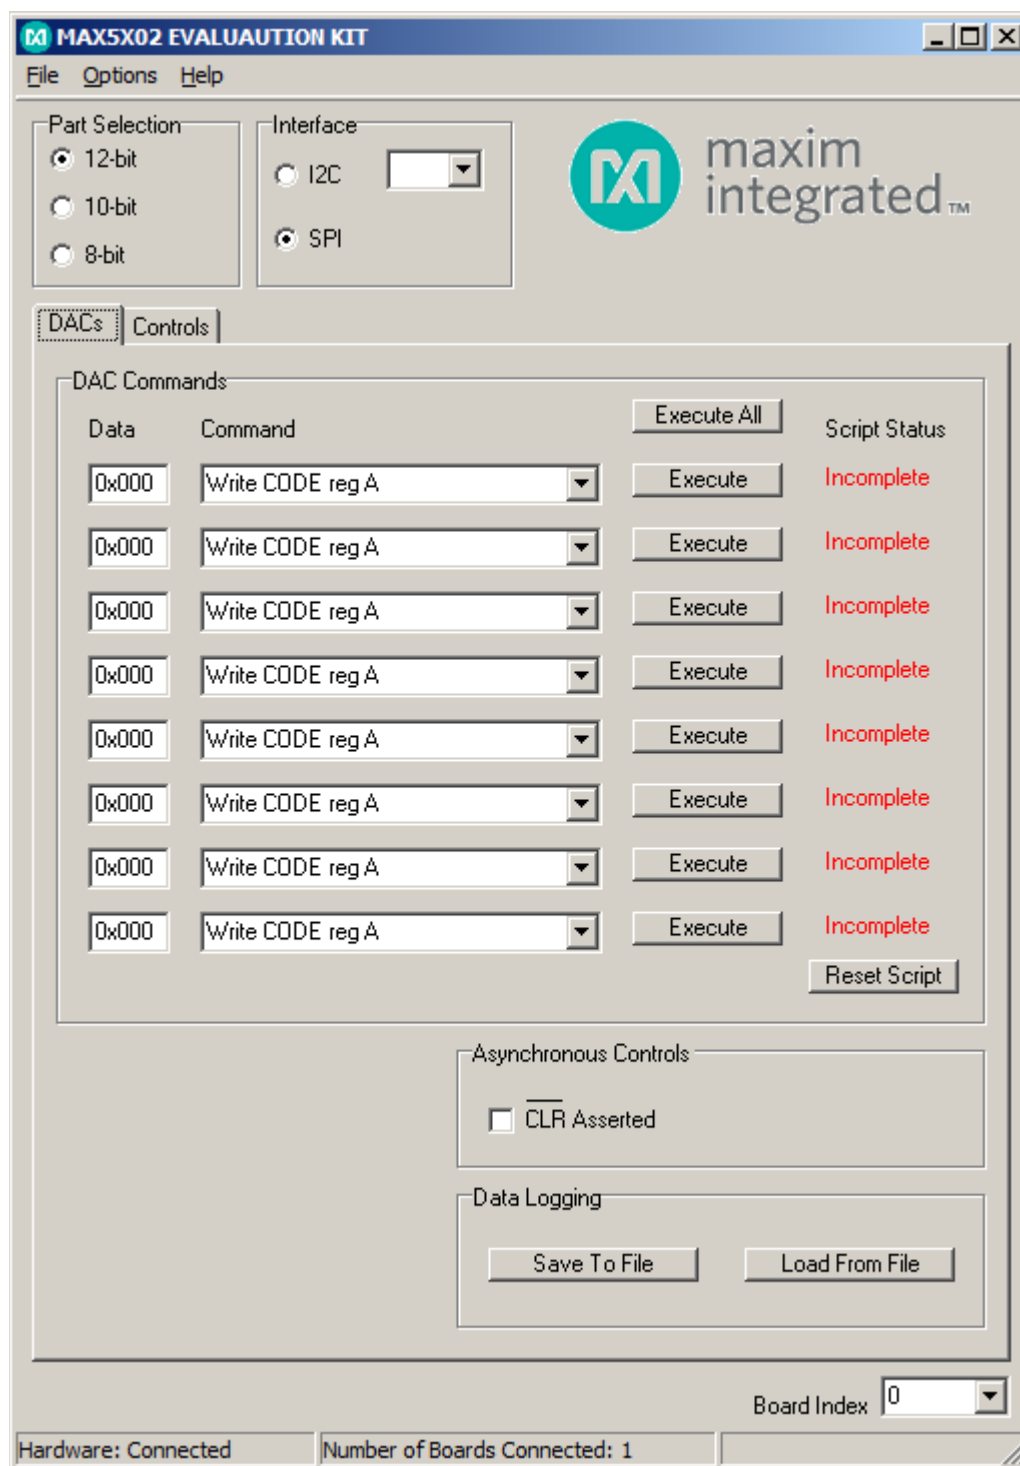 MAX5X02 EVALUAUTION KIT
File Options Help
Part Selection
12-bit
10-bit
8-bit
Interface
I2C
SPI
maxim
integrated™
DACs Controls
DAC Commands
Data Command Execute All Script Status
0x000 Write CODE reg A Execute Incomplete
0x000 Write CODE reg A Execute Incomplete
0x000 Write CODE reg A Execute Incomplete
0x000 Write CODE reg A Execute Incomplete
0x000 Write CODE reg A Execute Incomplete
0x000 Write CODE reg A Execute Incomplete
0x000 Write CODE reg A Execute Incomplete
0x000 Write CODE reg A Execute Incomplete
Reset Script
Asynchronous Controls
CLR Asserted
Data Logging
Save To File Load From File
Board Index 0
Hardware: Connected Number of Boards Connected: 1